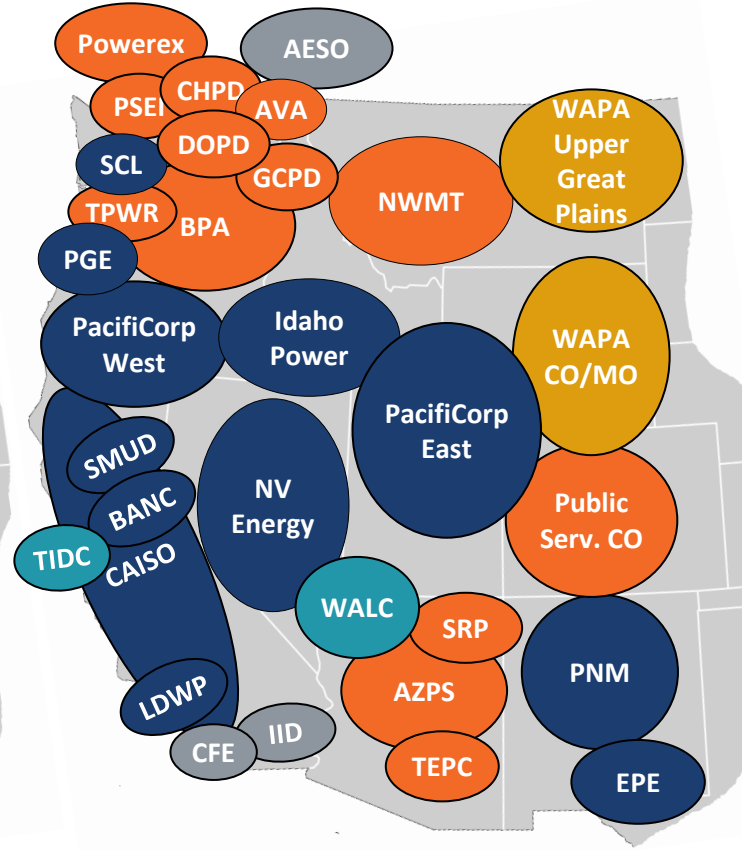 Powerex
AESO
PSEI
CHPD
AVA
SCL
DOPD
GCPD
TPWR
BPA
PGE
NWMT
WAPA
Upper
Great
Plains
PacifiCorp
West
Idaho
Power
PacifiCorp
East
WAPA
CO/MO
SMUD
BANC
TIDC
CAISO
NV
Energy
Public
Serv. CO
WALC
SRP
AZPS
PNM
LDWP
CFE
IID
TEPC
EPE